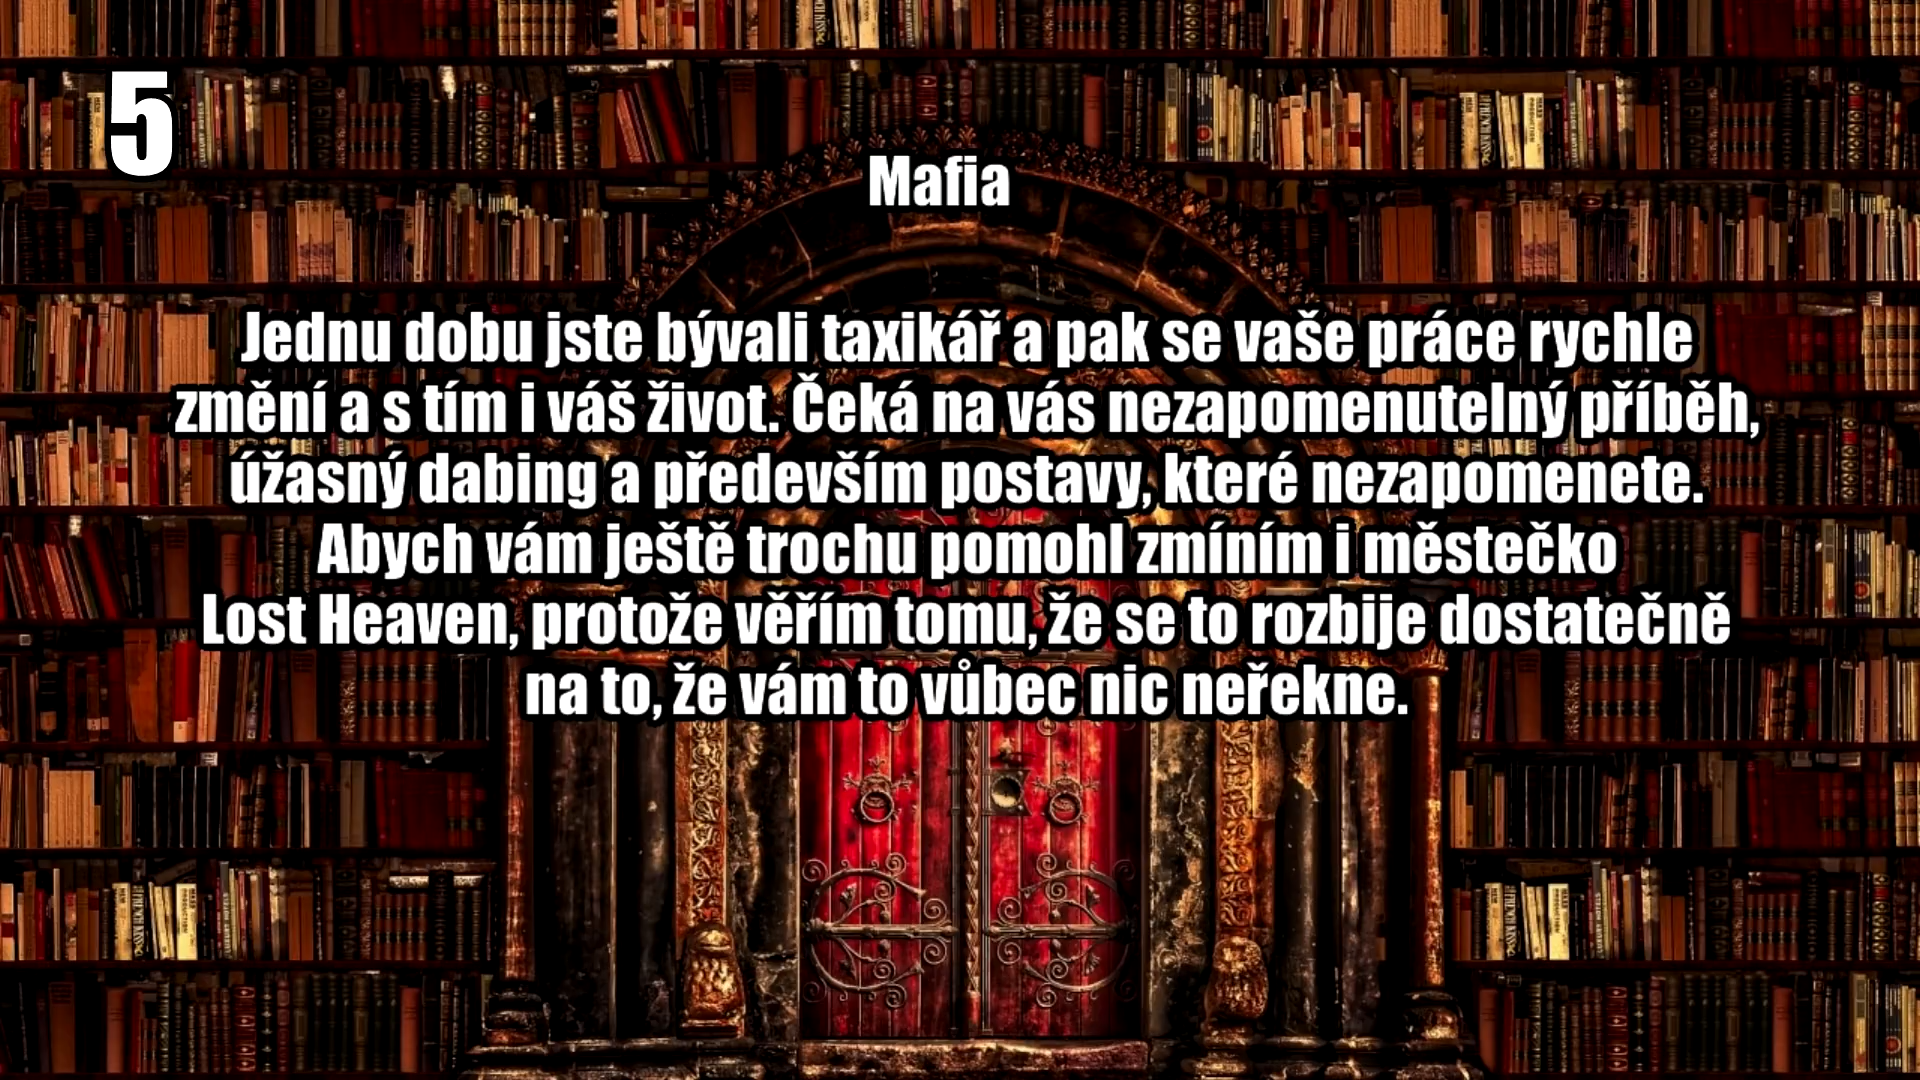 5
Mafia
Jednu dobu jste bývali taxikář a pak se vaše práce rychle
změní a s tím i váš život. Čeká na vás nezapomenutelný příběh,
úžasný dabing a především postavy, které nezapomenete.
Abych vám ještě trochu pomohl zmíním i městečko
Lost Heaven, protože věřím tomu, že se to rozbije dostatečně
na to, že vám to vůbec nic neřekne.